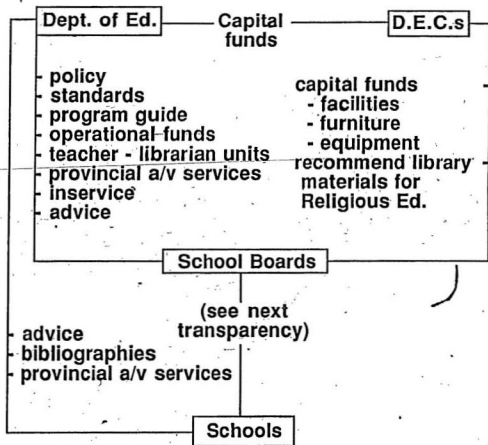 Dept. of Ed.
Capital
funds
D.E.C.s
- policy
- standards
- program guide
- operational funds
- teacher - librarian units
- provincial a/v services
- inservice
- advice
capital funds
- facilities
- furniture
- equipment
recommend library
materials for
Religious Ed.
School Boards
(see next
transparency)
- advice
- bibliographies
- provincial a/v services
Schools